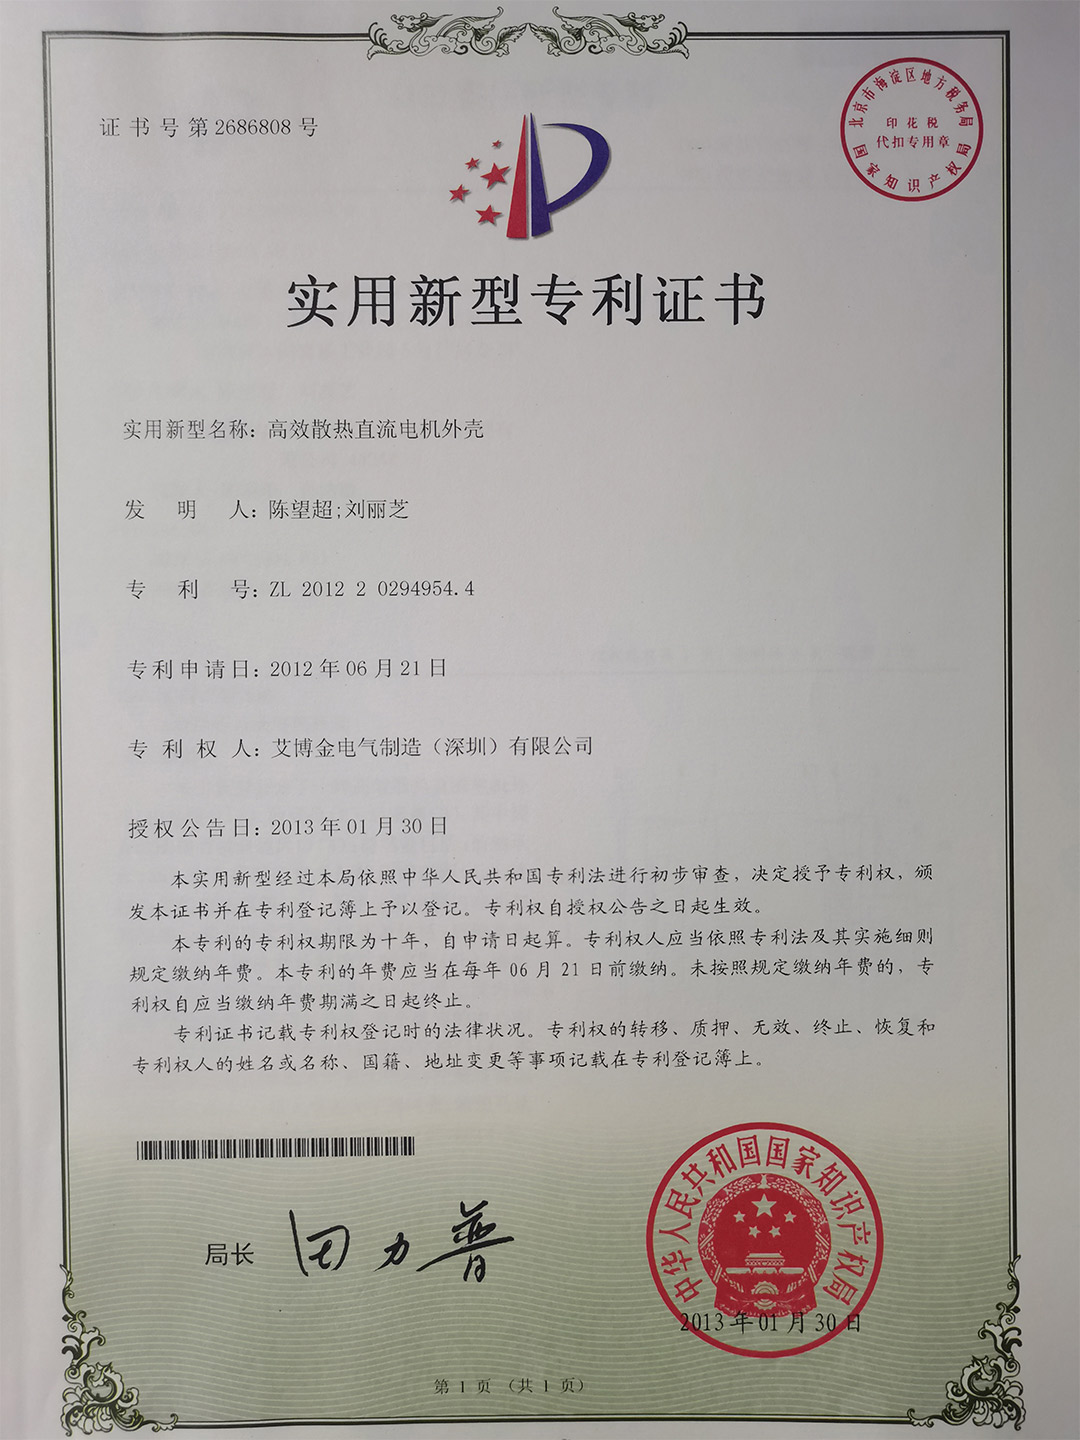 证书号第2686808号
北京市海淀区地方税务局
印花税
代扣专用章
国家知识产权局
实用新型专利证书
实用新型名称：高效散热直流电机外壳
发明人：陈望超;刘丽芝
专利号：ZL 2012 2 0294954.4
专利申请日：2012年06月21日
专利权人：艾博金电气制造（深圳）有限公司
授权公告日：2013年01月30日
本实用新型经过本局依照中华人民共和国专利法进行初步审查，决定授予专利权，颁
发本证书并在专利登记簿上予以登记。专利权自授权公告之日起生效。
本专利的专利权期限为十年，自申请日起算。专利权人应当依照专利法及其实施细则
规定缴纳年费。本专利的年费应当在每年06月21日前缴纳。未按照规定缴纳年费的，专
利权自应当缴纳年费期满之日起终止。
专利证书记载专利权登记时的法律状况。专利权的转移、质押、无效、终止、恢复和
专利权人的姓名或名称、国籍、地址变更等事项记载在专利登记簿上。
局长 田力普
中华人民共和国国家知识产权局
2013年01月30日
第1页（共1页）